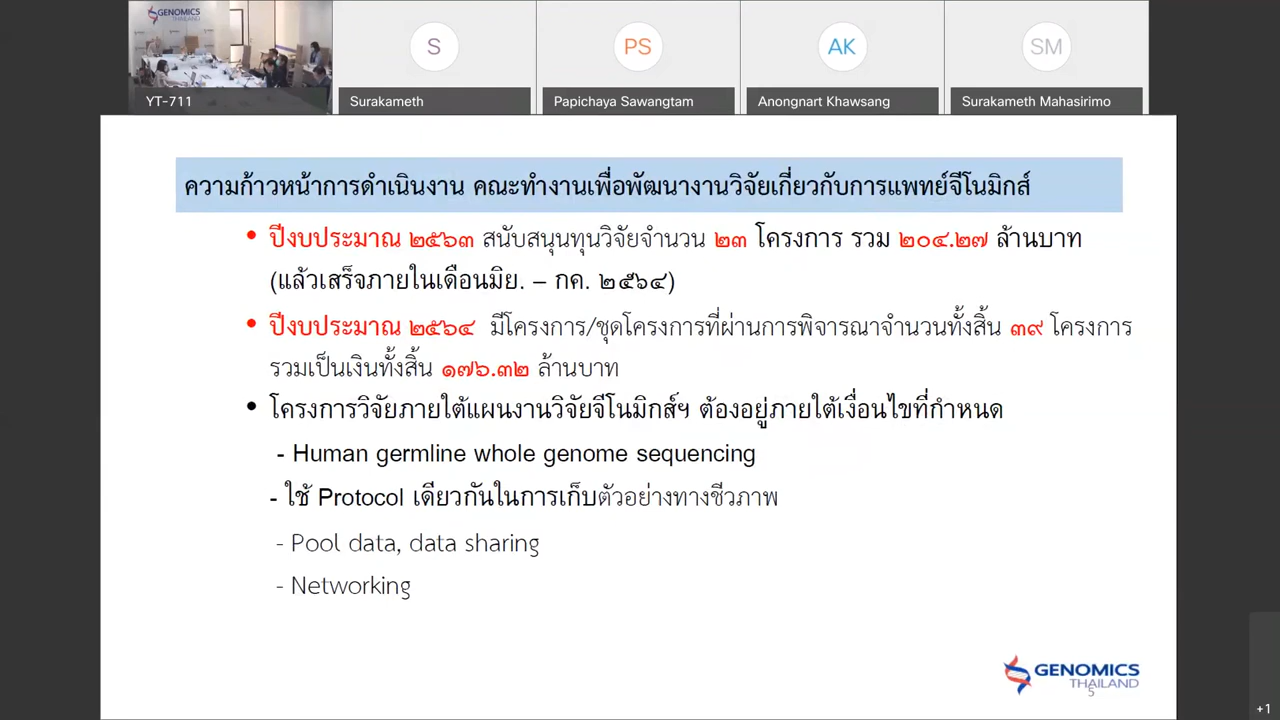 GENOMICS
THAILAND
S
PS
AK
SM
YT-711
Surakameth
Papichaya Sawangtam
Anongnart Khawsang
Surakameth Mahasirimo
ความก้าวหน้าการดำเนินงาน คณะทำงานเพื่อพัฒนางานวิจัยเกี่ยวกับการแพทย์จีโนมิกส์
• ปีงบประมาณ ๒๕๖๓ สนับสนุนทุนวิจัยจำนวน ๒๓ โครงการ รวม ๒๐๔.๒๗ ล้านบาท
(แล้วเสร็จภายในเดือนมิย. – กค. ๒๕๖๔)
• ปีงบประมาณ ๒๕๖๔ มีโครงการ/ชุดโครงการที่ผ่านการพิจารณาจำนวนทั้งสิ้น ๓๙ โครงการ
รวมเป็นเงินทั้งสิ้น ๑๗๖.๓๒ ล้านบาท
• โครงการวิจัยภายใต้แผนงานวิจัยจีโนมิกส์ฯ ต้องอยู่ภายใต้เงื่อนไขที่กำหนด
- Human germline whole genome sequencing
- ใช้ Protocol เดียวกันในการเก็บตัวอย่างทางชีวภาพ
- Pool data, data sharing
- Networking
GENOMICS
THAILAND
5
+1